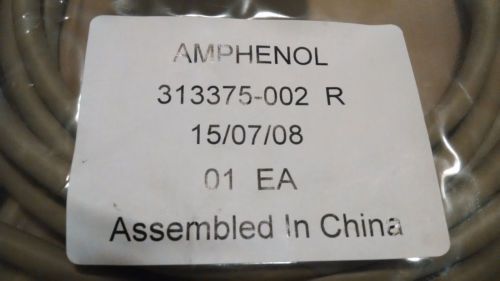 AMPHENOL
313375-002 R
15/07/08
01 EA
Assembled In China